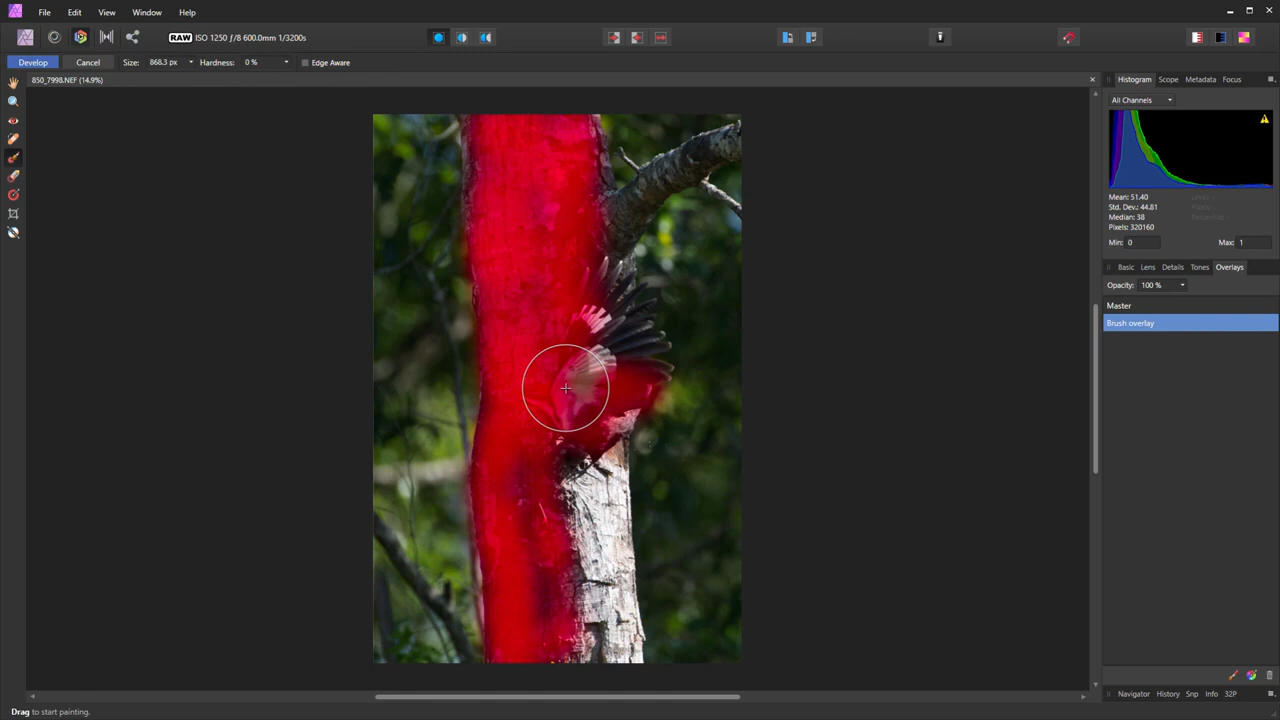 File Edit View Window Help
RAW ISO 1250 ƒ/8 600.0mm 1/3200s
Develop Cancel Size: 868.3 px Hardness: 0 % Edge Aware
850_7998.NEF (14.9%)
Histogram Scope Metadata Focus
All Channels
Mean: 51.40
Std. Dev.: 44.81
Median: 38
Pixels: 320160
Min: 0 Max: 1
Basic Lens Details Tones Overlays
Opacity: 100 %
Master
Brush overlay
Navigator History Snp Info 32P
Drag to start painting.